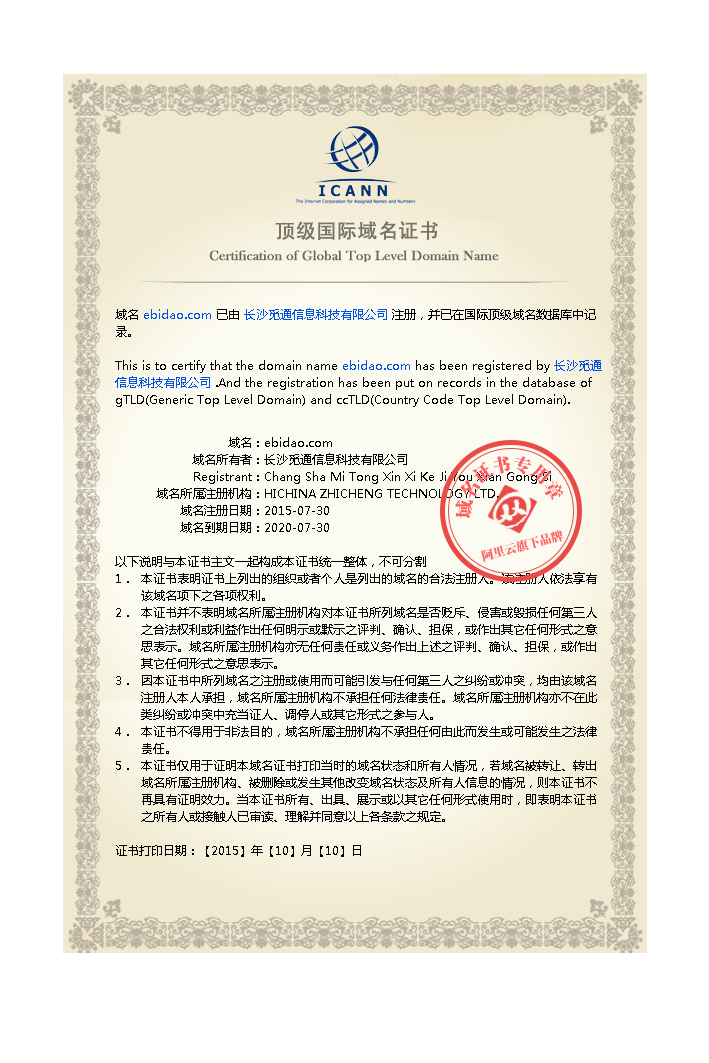 ICANN
The Internet Corporation for Assigned Names and Numbers
顶级国际域名证书
Certification of Global Top Level Domain Name
域名 ebidao.com 已由 长沙觅通信息科技有限公司 注册，并已在国际顶级域名数据库中记
录。
This is to certify that the domain name ebidao.com has been registered by 长沙觅通
信息科技有限公司 .And the registration has been put on records in the database of
gTLD(Generic Top Level Domain) and ccTLD(Country Code Top Level Domain).
域名：ebidao.com
域名所有者：长沙觅通信息科技有限公司
Registrant：Chang Sha Mi Tong Xin Xi Ke Ji You Xian Gong Si
域名所属注册机构：HICHINA ZHICHENG TECHNOLOGY LTD.
域名注册日期：2015-07-30
域名到期日期：2020-07-30
域名证书专用章
阿里云旗下品牌
以下说明与本证书主文一起构成本证书统一整体，不可分割
1． 本证书表明证书上列出的组织或者个人是列出的域名的合法注册人。该注册人依法享有
该域名项下之各项权利。
2． 本证书并不表明域名所属注册机构对本证书所列域名是否贬斥、侵害或毁损任何第三人
之合法权利或利益作出任何明示或默示之评判、确认、担保，或作出其它任何形式之意
思表示。域名所属注册机构亦无任何责任或义务作出上述之评判、确认、担保，或作出
其它任何形式之意思表示。
3． 因本证书中所列域名之注册或使用而可能引发与任何第三人之纠纷或冲突，均由该域名
注册人本人承担，域名所属注册机构不承担任何法律责任。域名所属注册机构亦不在此
类纠纷或冲突中充当证人、调停人或其它形式之参与人。
4． 本证书不得用于非法目的，域名所属注册机构不承担任何由此而发生或可能发生之法律
责任。
5． 本证书仅用于证明本域名证书打印当时的域名状态和所有人情况，若域名被转让、转出
域名所属注册机构、被删除或发生其他改变域名状态及所有人信息的情况，则本证书不
再具有证明效力。当本证书所有、出具、展示或以其它任何形式使用时，即表明本证书
之所有人或接触人已审读、理解并同意以上各条款之规定。
证书打印日期：【2015】年【10】月【10】日